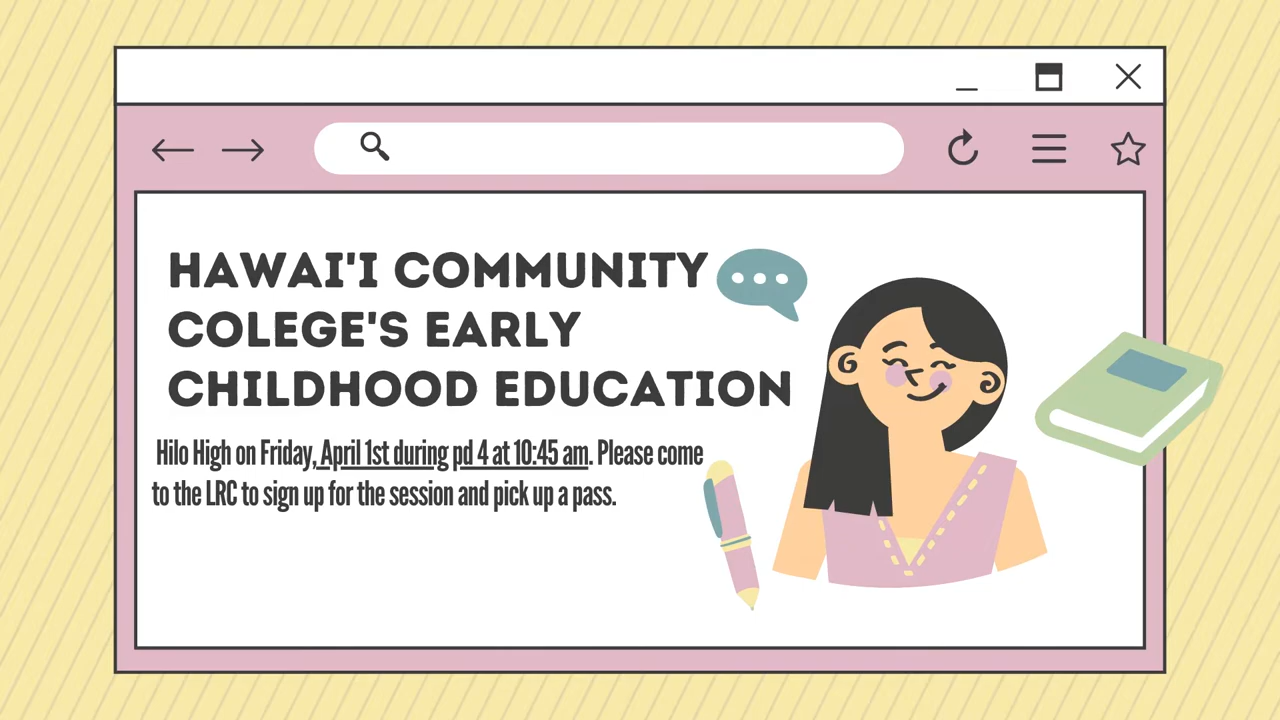 HAWAI'I COMMUNITY
COLEGE'S EARLY
CHILDHOOD EDUCATION
Hilo High on Friday, April 1st during pd 4 at 10:45 am. Please come
to the LRC to sign up for the session and pick up a pass.